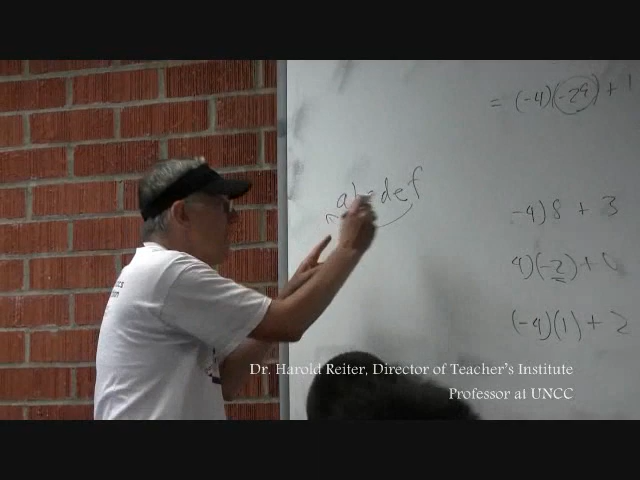 = (-4)(-29) + 1
def
-4)8 + 3
4)(-2)+0
(-4)(1) + 2
Dr. Harold Reiter, Director of Teacher's Institute
Professor at UNCC